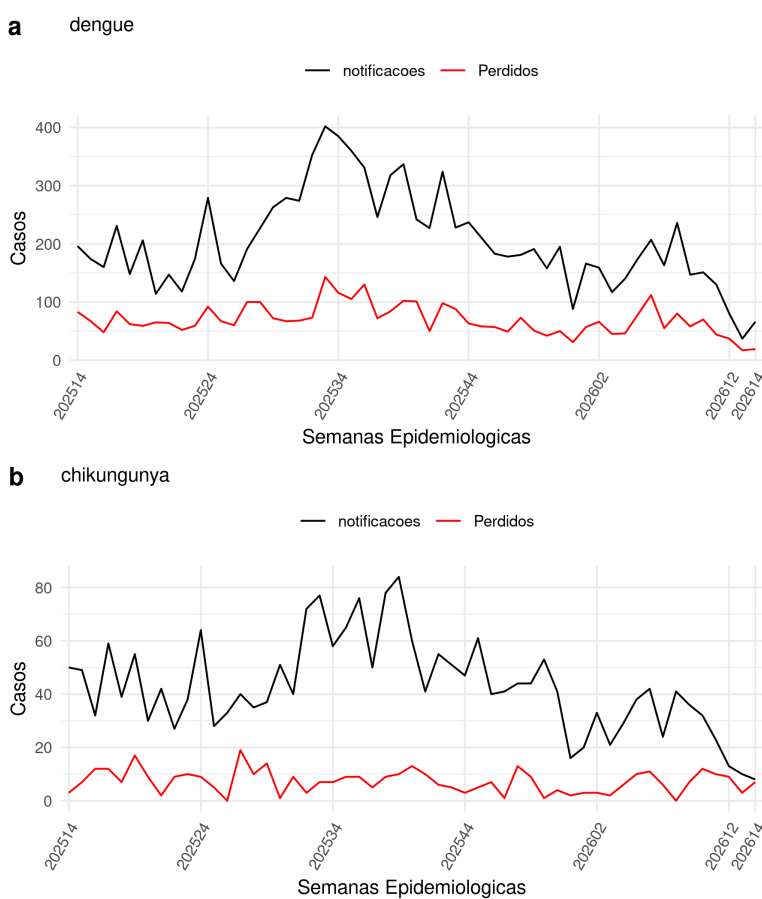 a dengue
notificacoes Perdidos
400
300
200
100
0
Casos
202514 202524 202534 202544 202602 202612 202614
Semanas Epidemiologicas
b chikungunya
notificacoes Perdidos
80
60
40
20
0
Casos
202514 202524 202534 202544 202602 202612 202614
Semanas Epidemiologicas